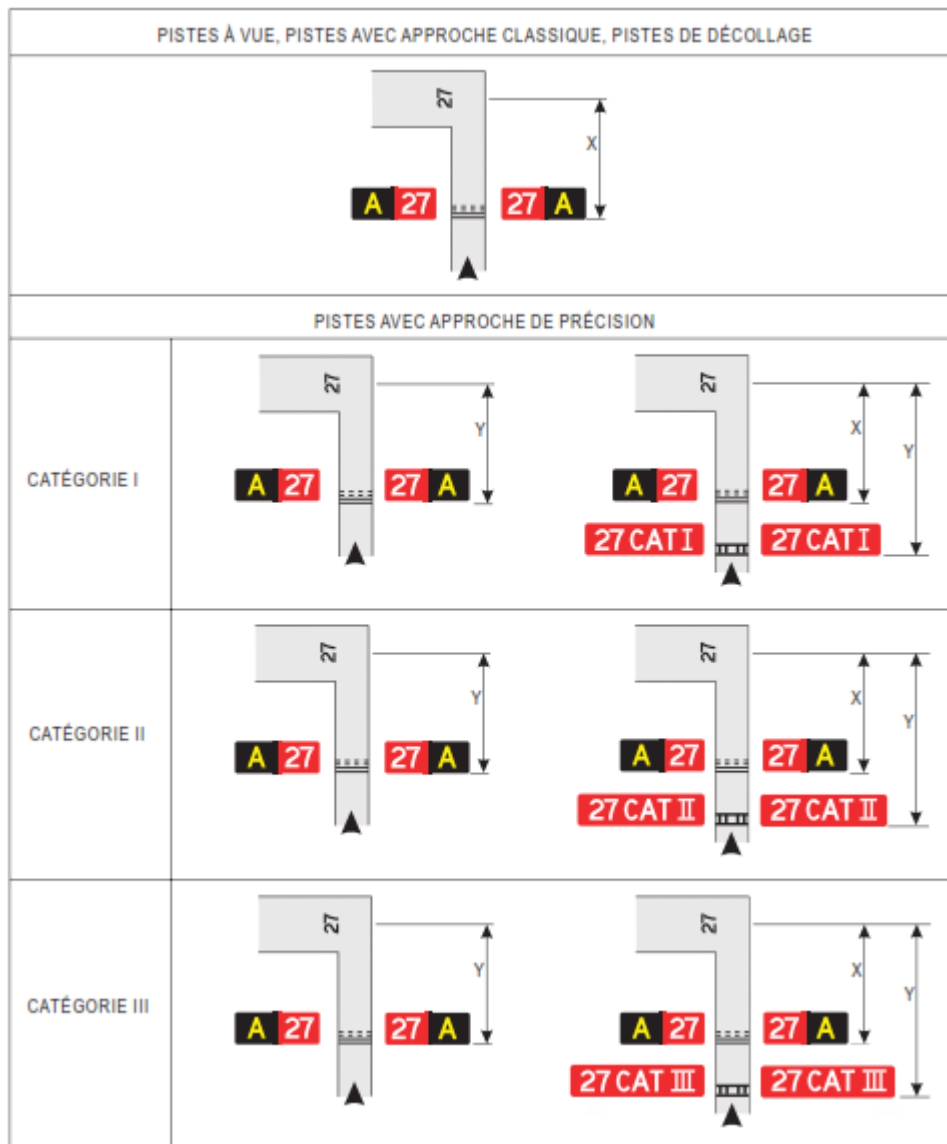 PISTES À VUE, PISTES AVEC APPROCHE CLASSIQUE, PISTES DE DÉCOLLAGE
27
X
A 27 27 A
PISTES AVEC APPROCHE DE PRÉCISION
CATÉGORIE I
27
Y
A 27 27 A
27
X
Y
A 27 27 A
27 CAT I 27 CAT I
CATÉGORIE II
27
Y
A 27 27 A
27
X
Y
A 27 27 A
27 CAT II 27 CAT II
CATÉGORIE III
27
Y
A 27 27 A
27
X
Y
A 27 27 A
27 CAT III 27 CAT III